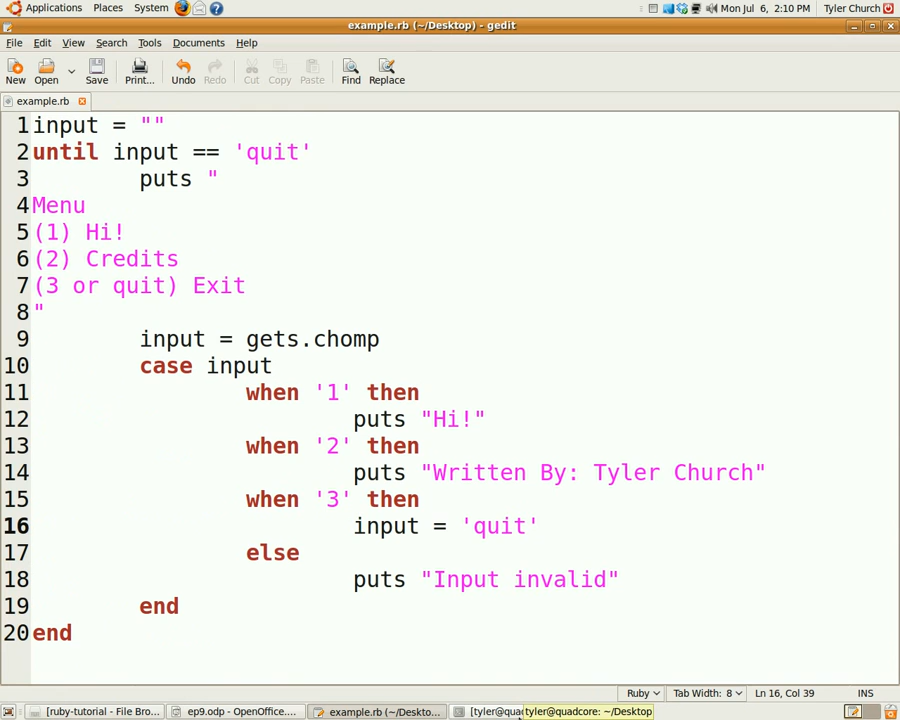 Applications Places System Mon Jul 6, 2:10 PM Tyler Church
example.rb (~/Desktop) - gedit
File Edit View Search Tools Documents Help
New Open Save Print... Undo Redo Cut Copy Paste Find Replace
example.rb
1 input = ""
2 until input == 'quit'
3 puts "
4 Menu
5 (1) Hi!
6 (2) Credits
7 (3 or quit) Exit
8 "
9 input = gets.chomp
10 case input
11 when '1' then
12 puts "Hi!"
13 when '2' then
14 puts "Written By: Tyler Church"
15 when '3' then
16 input = 'quit'
17 else
18 puts "Input invalid"
19 end
20 end
Ruby Tab Width: 8 Ln 16, Col 39 INS
[ruby-tutorial - File Bro... ep9.odp - OpenOffice.... example.rb (~/Deskto... [tyler@qua tyler@quadcore: ~/Desktop